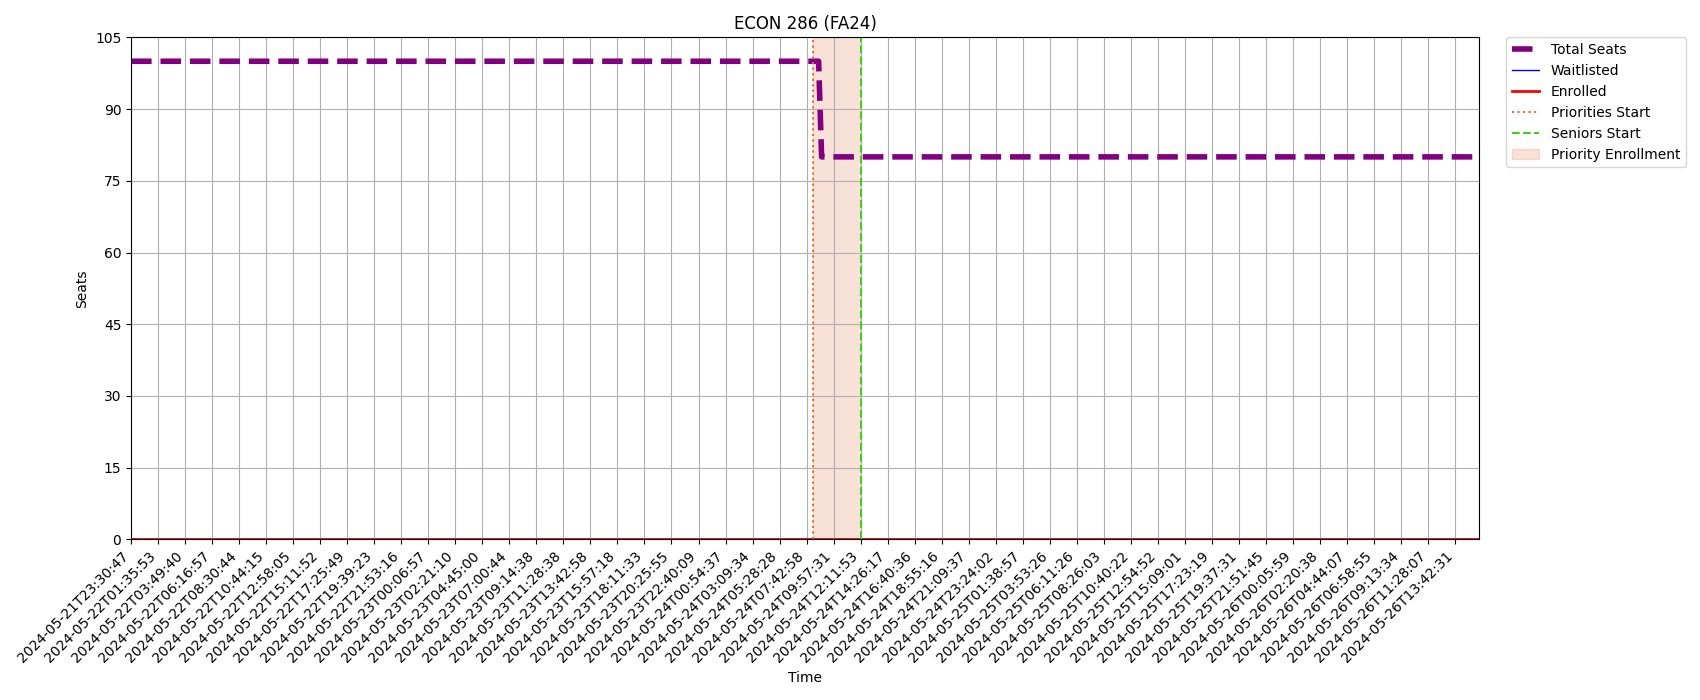 ECON 286 (FA24)
105
90
75
60
45
30
15
0
Seats
2024-05-21T23:30:47
2024-05-22T01:35:53
2024-05-22T03:49:40
2024-05-22T06:16:57
2024-05-22T08:30:44
2024-05-22T10:44:15
2024-05-22T12:58:05
2024-05-22T15:11:52
2024-05-22T17:25:49
2024-05-22T19:39:23
2024-05-22T21:53:16
2024-05-23T00:06:57
2024-05-23T02:21:10
2024-05-23T04:45:00
2024-05-23T07:00:44
2024-05-23T09:14:38
2024-05-23T11:28:38
2024-05-23T13:42:58
2024-05-23T15:57:18
2024-05-23T18:11:33
2024-05-23T20:25:55
2024-05-23T22:40:09
2024-05-24T00:54:37
2024-05-24T03:09:34
2024-05-24T05:28:28
2024-05-24T07:42:58
2024-05-24T09:57:31
2024-05-24T12:11:53
2024-05-24T14:26:17
2024-05-24T16:40:36
2024-05-24T18:55:16
2024-05-24T21:09:37
2024-05-24T23:24:02
2024-05-25T01:38:57
2024-05-25T03:53:26
2024-05-25T06:11:26
2024-05-25T08:26:03
2024-05-25T10:40:22
2024-05-25T12:54:52
2024-05-25T15:09:01
2024-05-25T17:23:19
2024-05-25T19:37:31
2024-05-25T21:51:45
2024-05-26T00:05:59
2024-05-26T02:20:38
2024-05-26T04:44:07
2024-05-26T06:58:55
2024-05-26T09:13:34
2024-05-26T11:28:07
2024-05-26T13:42:31
Time
Total Seats
Waitlisted
Enrolled
Priorities Start
Seniors Start
Priority Enrollment